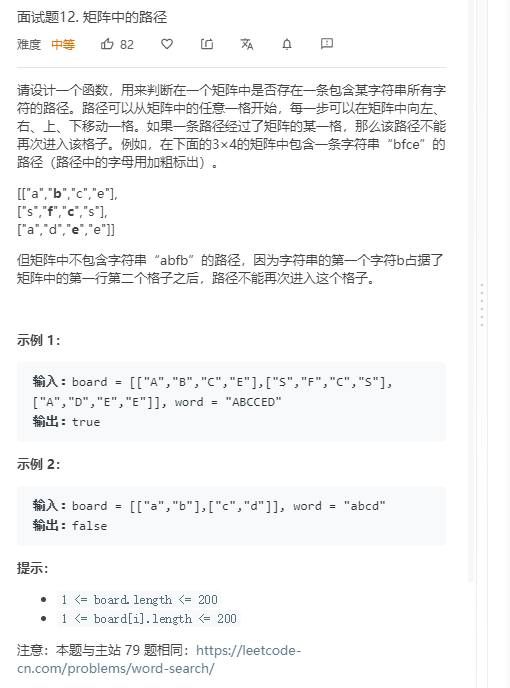 面试题12. 矩阵中的路径
难度 中等 82
请设计一个函数，用来判断在一个矩阵中是否存在一条包含某字符串所有字
符的路径。路径可以从矩阵中的任意一格开始，每一步可以在矩阵中向左、
右、上、下移动一格。如果一条路径经过了矩阵的某一格，那么该路径不能
再次进入该格子。例如，在下面的3×4的矩阵中包含一条字符串“bfce”的
路径（路径中的字母用加粗标出）。
[["a","b","c","e"],
["s","f","c","s"],
["a","d","e","e"]]
但矩阵中不包含字符串“abfb”的路径，因为字符串的第一个字符b占据了
矩阵中的第一行第二个格子之后，路径不能再次进入这个格子。
示例 1：
输入：board = [["A","B","C","E"],["S","F","C","S"],
["A","D","E","E"]], word = "ABCCED"
输出：true
示例 2：
输入：board = [["a","b"],["c","d"]], word = "abcd"
输出：false
提示：
1 <= board.length <= 200
1 <= board[i].length <= 200
注意：本题与主站 79 题相同：https://leetcode-
cn.com/problems/word-search/